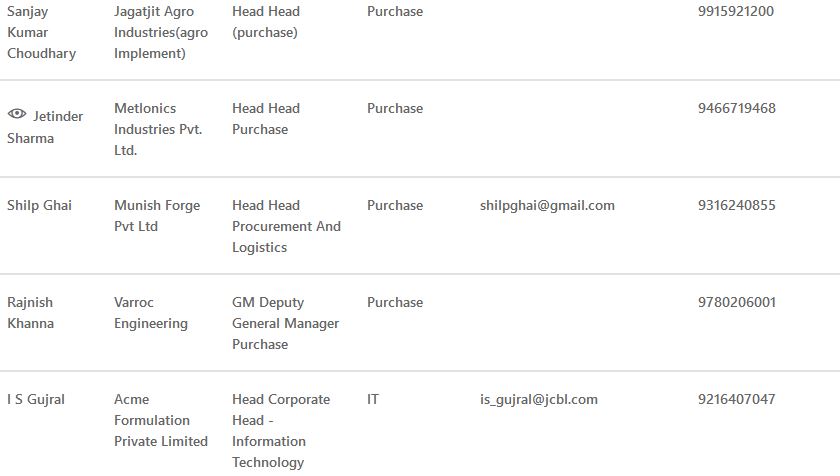 Sanjay Jagatjit Agro Head Head Purchase 9915921200
Kumar Industries(agro (purchase)
Choudhary Implement)
Jetinder Metlonics Head Head Purchase 9466719468
Sharma Industries Pvt. Purchase
Ltd.
Shilp Ghai Munish Forge Head Head Purchase shilpghai@gmail.com 9316240855
Pvt Ltd Procurement And
Logistics
Rajnish Varroc GM Deputy Purchase 9780206001
Khanna Engineering General Manager
Purchase
I S Gujral Acme Head Corporate IT is_gujral@jcbl.com 9216407047
Formulation Head -
Private Limited Information
Technology